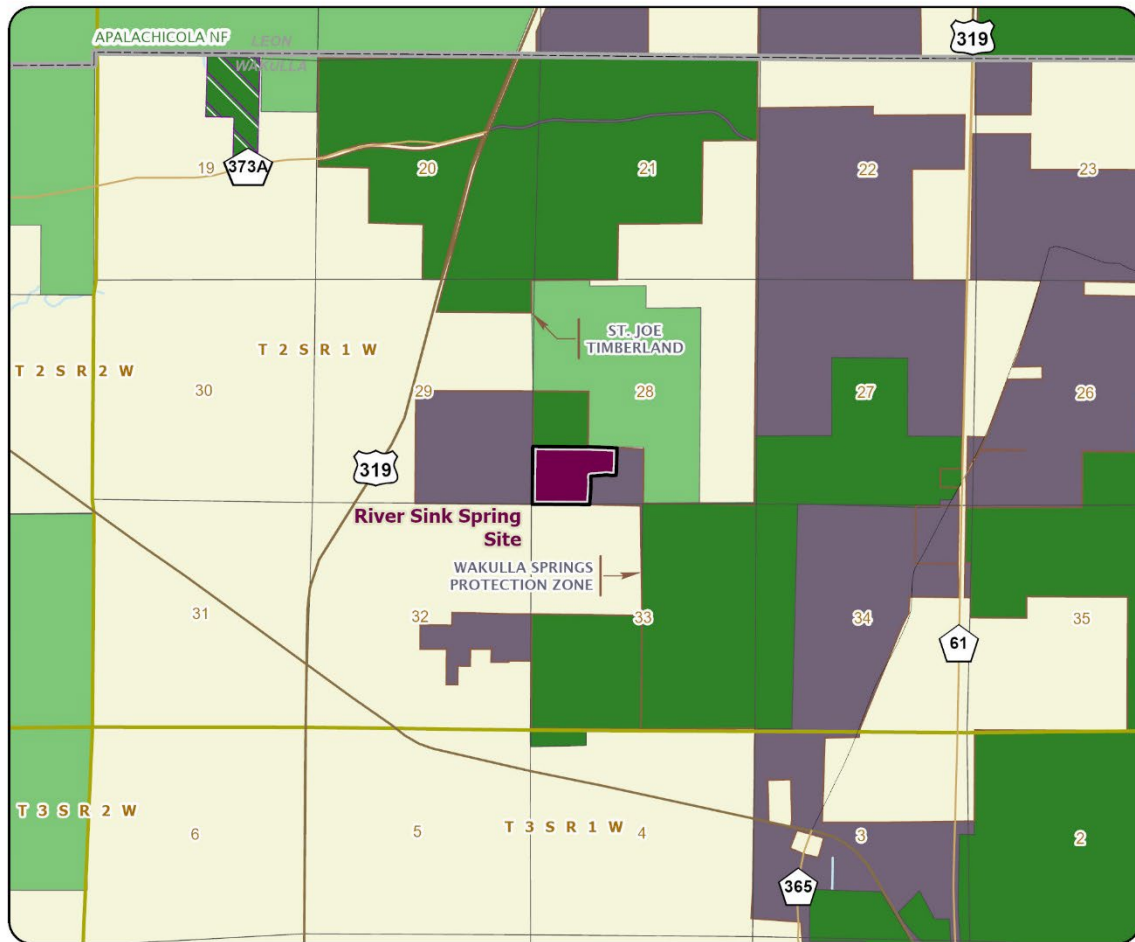 319
APALACHICOLA NF
LEON
WAKULLA
19
373A
20
21
22
23
ST. JOE
TIMBERLAND
T 2 S R 1 W
T 2 S R 2 W
30
29
28
27
26
319
River Sink Spring
Site
WAKULLA SPRINGS
PROTECTION ZONE
31
32
33
34
35
61
T 3 S R 2 W
6
5
T 3 S R 1 W
4
3
2
365